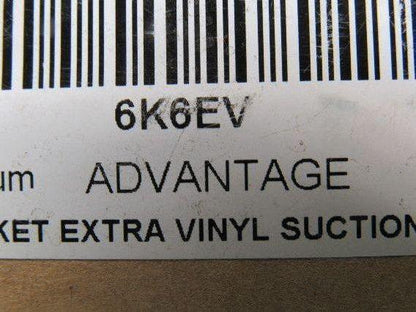 6K6EV
um ADVANTAGE
KET EXTRA VINYL SUCTION